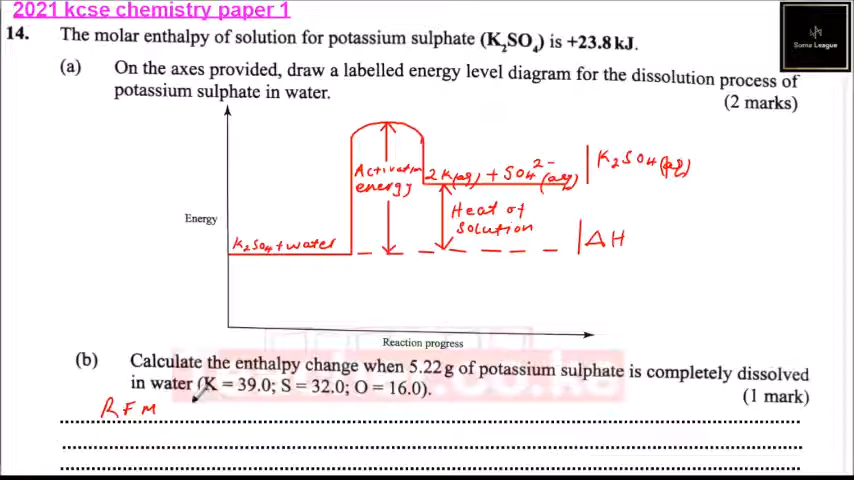 2021 kcse chemistry paper 1
Soma League
14. The molar enthalpy of solution for potassium sulphate (K₂SO₄) is +23.8 kJ.
(a) On the axes provided, draw a labelled energy level diagram for the dissolution process of
potassium sulphate in water.
(2 marks)
Activation
energy
2K(aq) + SO4²⁻(aq)
| K₂SO4(aq)
Heat of
solution
Energy
K₂SO4 + water
| ΔH
Reaction progress
(b) Calculate the enthalpy change when 5.22 g of potassium sulphate is completely dissolved
in water (K = 39.0; S = 32.0; O = 16.0).
(1 mark)
RFM